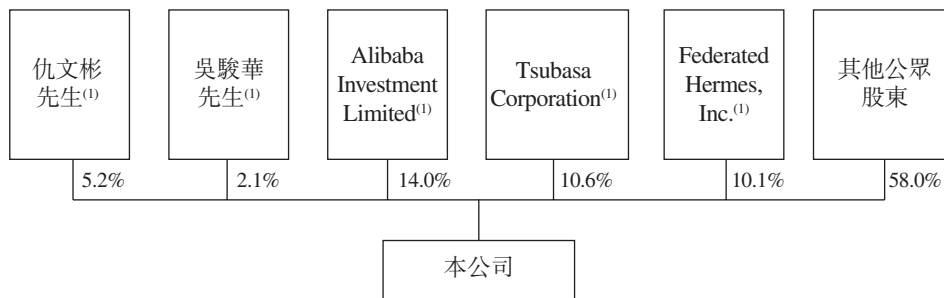 仇文彬
先生(1)
吳駿華
先生(1)
Alibaba
Investment
Limited(1)
Tsubasa
Corporation(1)
Federated
Hermes,
Inc.(1)
其他公眾
股東
5.2%
2.1%
14.0%
10.6%
10.1%
58.0%
本公司